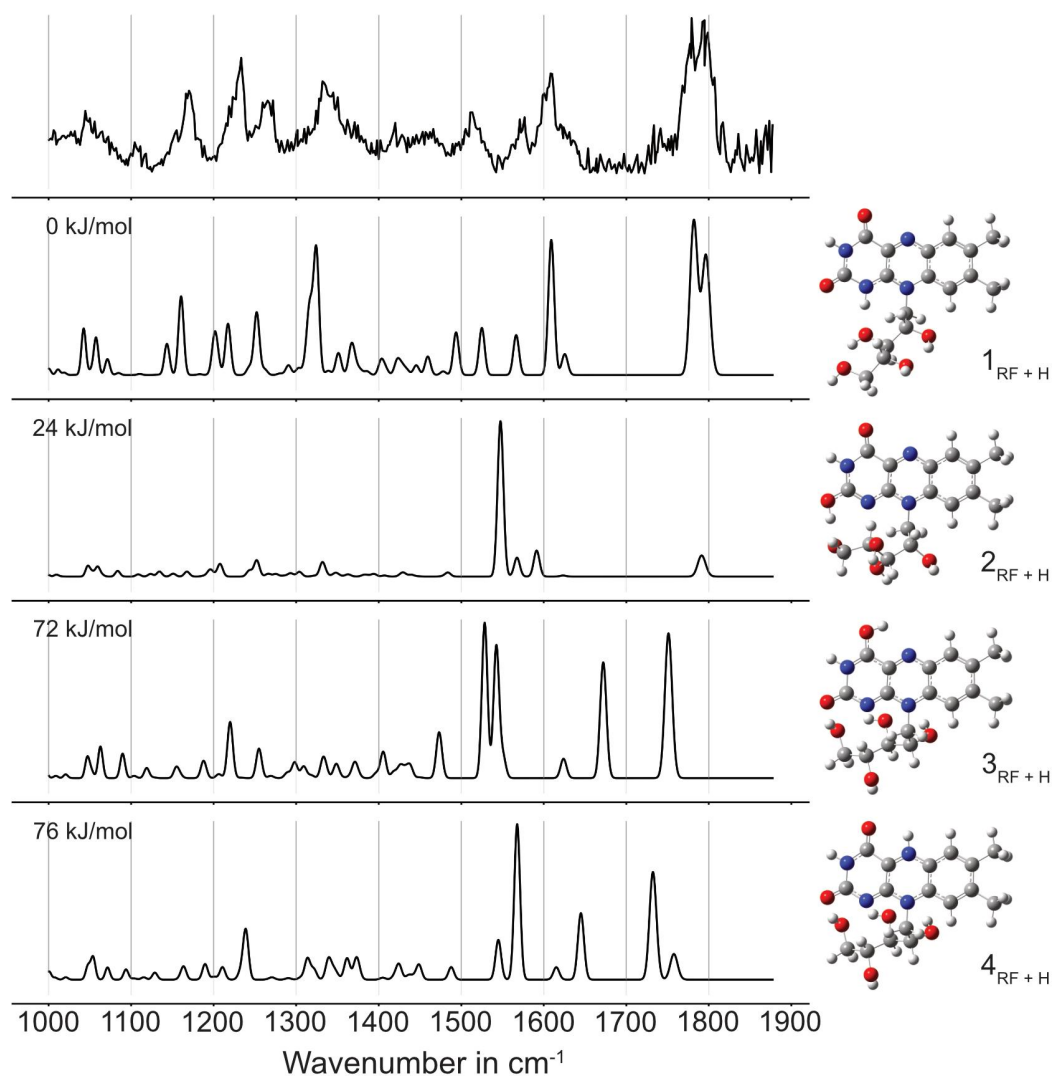 0 kJ/mol
1RF + H
24 kJ/mol
2RF + H
72 kJ/mol
3RF + H
76 kJ/mol
4RF + H
1000 1100 1200 1300 1400 1500 1600 1700 1800 1900
Wavenumber in cm-1